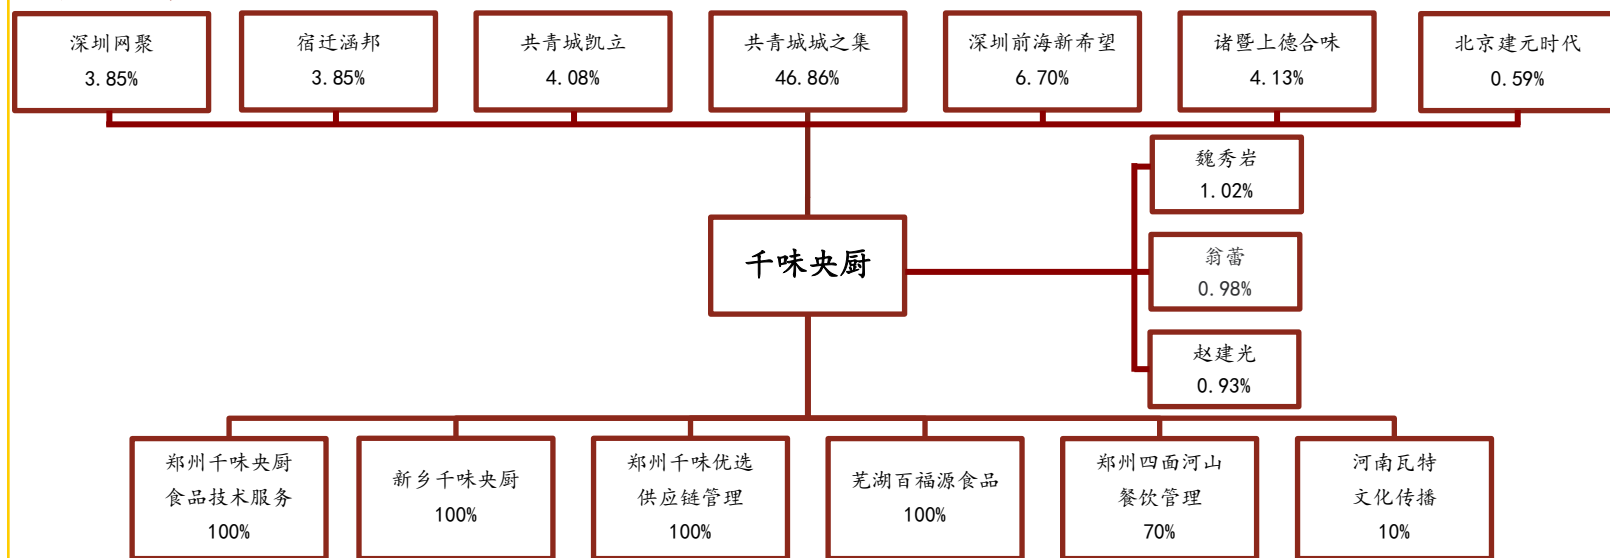 深圳网聚
3.85%
宿迁涵邦
3.85%
共青城凯立
4.08%
共青城城之集
46.86%
深圳前海新希望
6.70%
诸暨上德合味
4.13%
北京建元时代
0.59%
魏秀岩
1.02%
千味央厨
翁蕾
0.98%
赵建光
0.93%
郑州千味央厨
食品技术服务
100%
新乡千味央厨
100%
郑州千味优选
供应链管理
100%
芜湖百福源食品
100%
郑州四面河山
餐饮管理
70%
河南瓦特
文化传播
10%